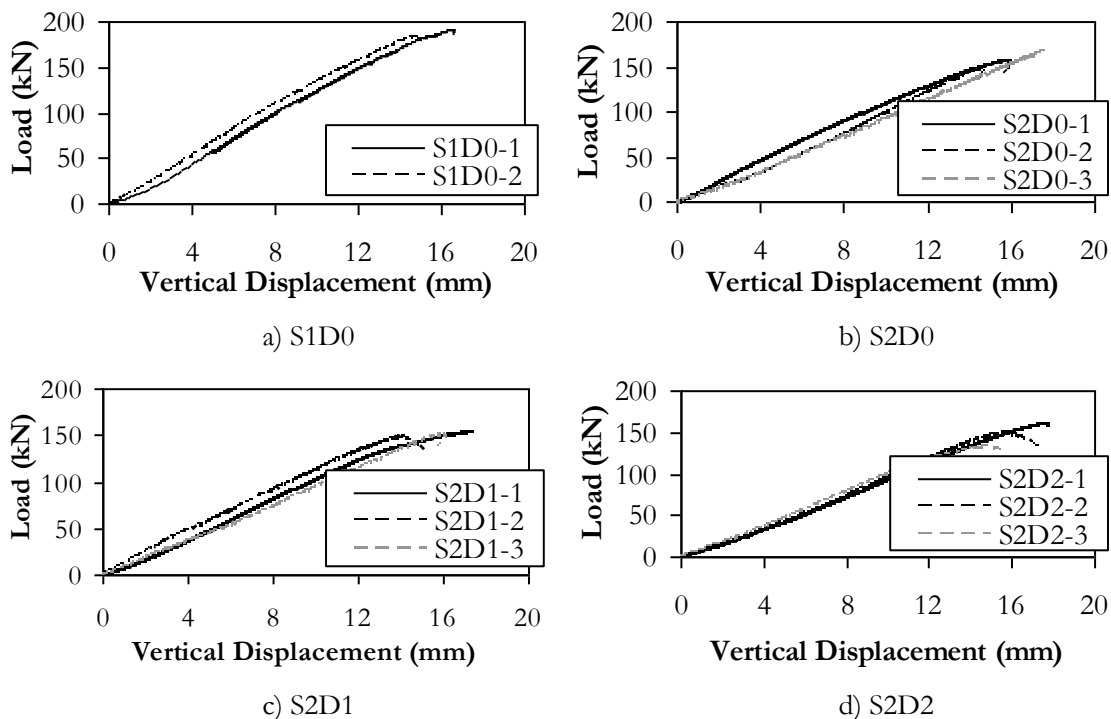 200
150
100
50
0
Load (kN)
S1D0-1
S1D0-2
0 4 8 12 16 20
Vertical Displacement (mm)
a) S1D0
200
150
100
50
0
Load (kN)
S2D0-1
S2D0-2
S2D0-3
0 4 8 12 16 20
Vertical Displacement (mm)
b) S2D0
200
150
100
50
0
Load (kN)
S2D1-1
S2D1-2
S2D1-3
0 4 8 12 16 20
Vertical Displacement (mm)
c) S2D1
200
150
100
50
0
Load (kN)
S2D2-1
S2D2-2
S2D2-3
0 4 8 12 16 20
Vertical Displacement (mm)
d) S2D2